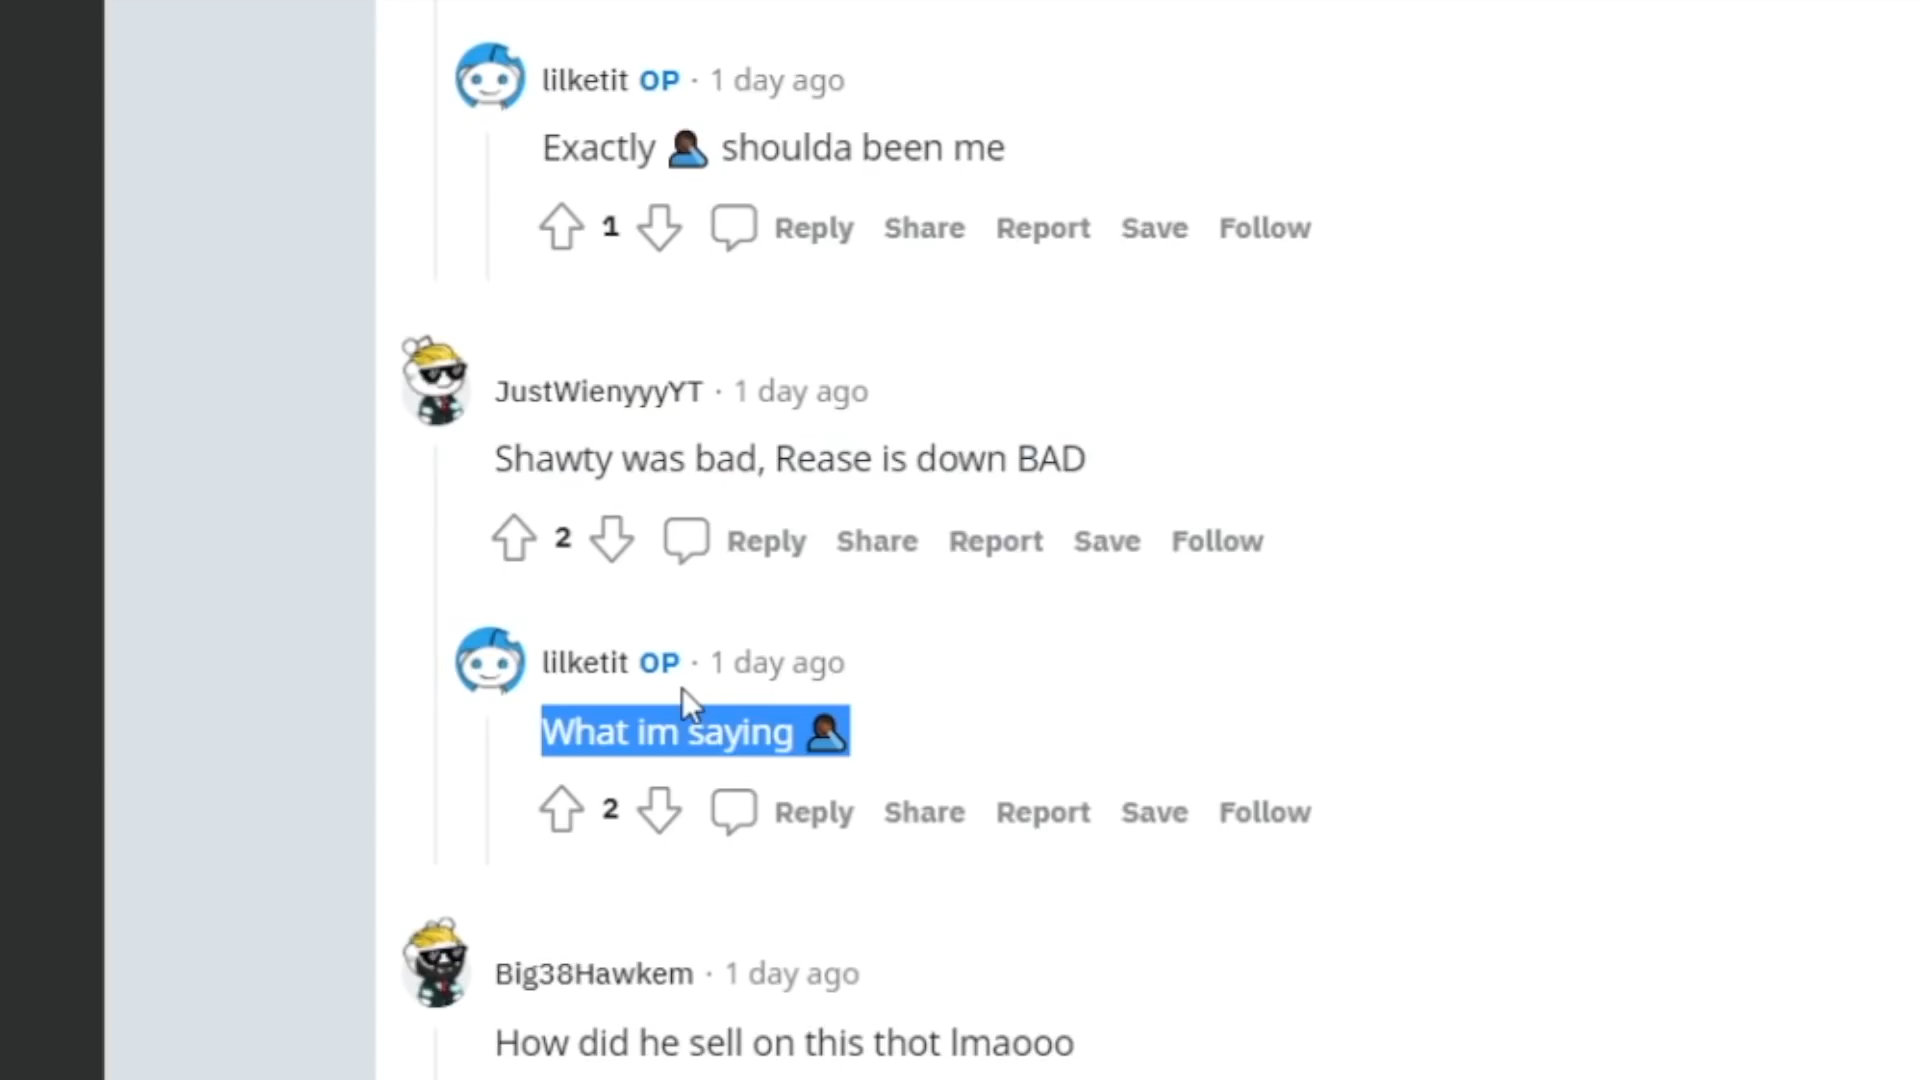 lilketit OP · 1 day ago
Exactly 🤦🏿‍♂️ shoulda been me
1 Reply Share Report Save Follow
JustWienyyyYT · 1 day ago
Shawty was bad, Rease is down BAD
2 Reply Share Report Save Follow
lilketit OP · 1 day ago
What im saying 🤦🏿‍♂️
2 Reply Share Report Save Follow
Big38Hawkem · 1 day ago
How did he sell on this thot lmaooo